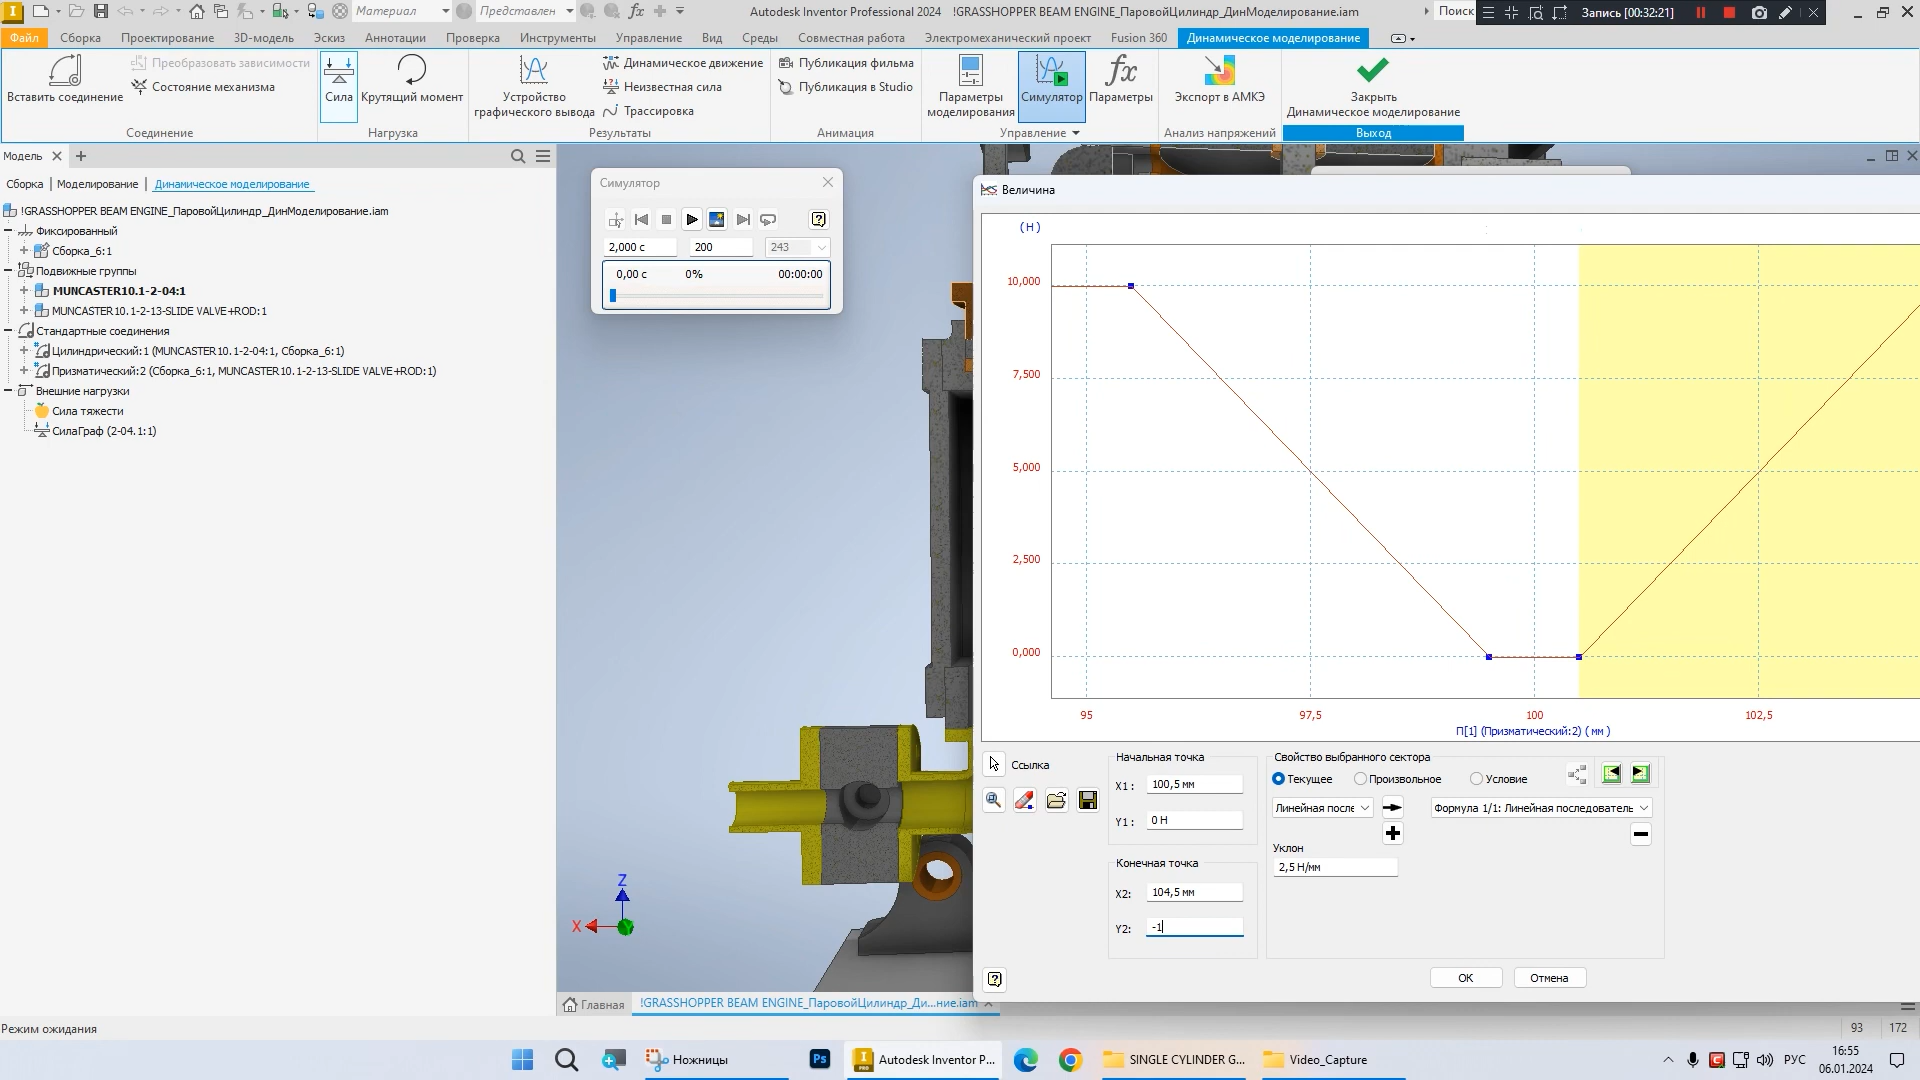 Материал
Представлен
Autodesk Inventor Professional 2024 !GRASSHOPPER BEAM ENGINE_ПаровойЦилиндр_ДинМоделирование.iam
Поиск
Запись [00:32:21]
Файл Сборка Проектирование 3D-модель Эскиз Аннотации Проверка Инструменты Управление Вид Среды Совместная работа Электромеханический проект Fusion 360 Динамическое моделирование
Вставить соединение
Преобразовать зависимости
Состояние механизма
Соединение
Сила
Крутящий момент
Нагрузка
Устройство
графического вывода
Динамическое движение
Неизвестная сила
Трассировка
Результаты
Публикация фильма
Публикация в Studio
Анимация
Параметры
моделирования
Симулятор
Параметры
Управление
Экспорт в АМКЭ
Анализ напряжений
Закрыть
Динамическое моделирование
Выход
Модель
Сборка
Моделирование
Динамическое моделирование
!GRASSHOPPER BEAM ENGINE_ПаровойЦилиндр_ДинМоделирование.iam
Фиксированный
Сборка_6:1
Подвижные группы
MUNCASTER10.1-2-04:1
MUNCASTER10.1-2-13-SLIDE VALVE+ROD:1
Стандартные соединения
Цилиндрический:1 (MUNCASTER10.1-2-04:1, Сборка_6:1)
Призматический:2 (Сборка_6:1, MUNCASTER10.1-2-13-SLIDE VALVE+ROD:1)
Внешние нагрузки
Сила тяжести
СилаГраф (2-04.1:1)
Симулятор
2,000 с
200
243
0,00 с
0%
00:00:00
Z
X
Величина
(Н)
10,000
7,500
5,000
2,500
0,000
95
97,5
100
102,5
П[1] (Призматический:2) (мм)
Ссылка
Начальная точка
X1:
100,5 мм
Y1:
0 Н
Конечная точка
X2:
104,5 мм
Y2:
-1
Свойство выбранного сектора
Текущее
Произвольное
Условие
Линейная после
Формула 1/1: Линейная последователь
Уклон
2,5 Н/мм
ОК
Отмена
Главная
!GRASSHOPPER BEAM ENGINE_ПаровойЦилиндр_Ди...ние.iam
Режим ожидания
93
172
Ножницы
Ps
Autodesk Inventor P...
SINGLE CYLINDER G...
Video_Capture
РУС
16:55
06.01.2024